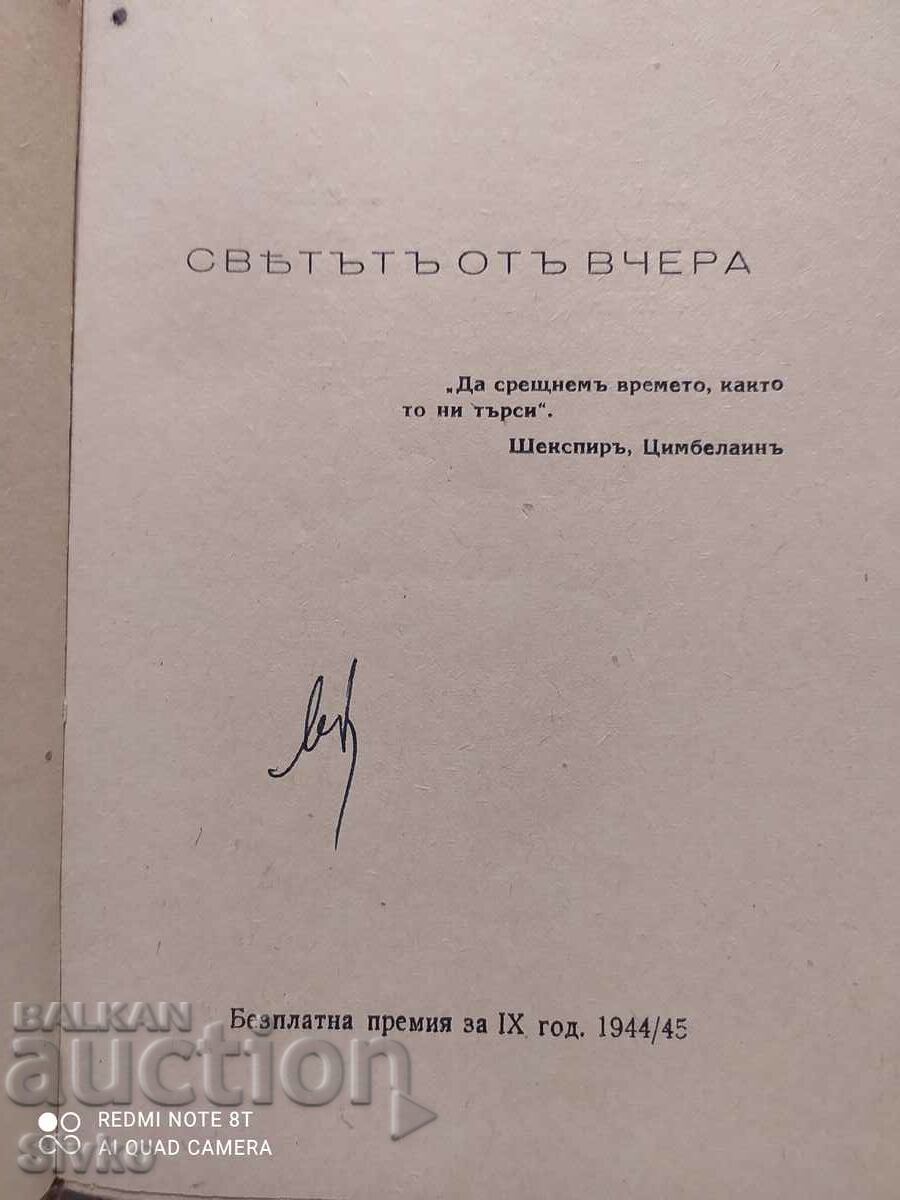 СВѢТЪТЪ ОТЪ ВЧЕРА
„Да срещнемъ времето, както
то ни търси“.
Шекспиръ, Цимбелаинъ
Безплатна премия за IX год. 1944/45
BALKAN
auction
REDMI NOTE 8T
AI QUAD CAMERA
Sivko